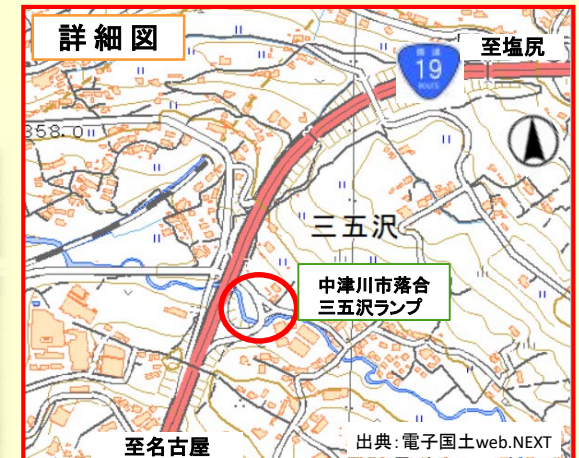 詳細図
国道
19
ROUTE
至塩尻
358.0
三五沢
中津川市落合
三五沢ランプ
至名古屋
出典：電子国土web.NEXT